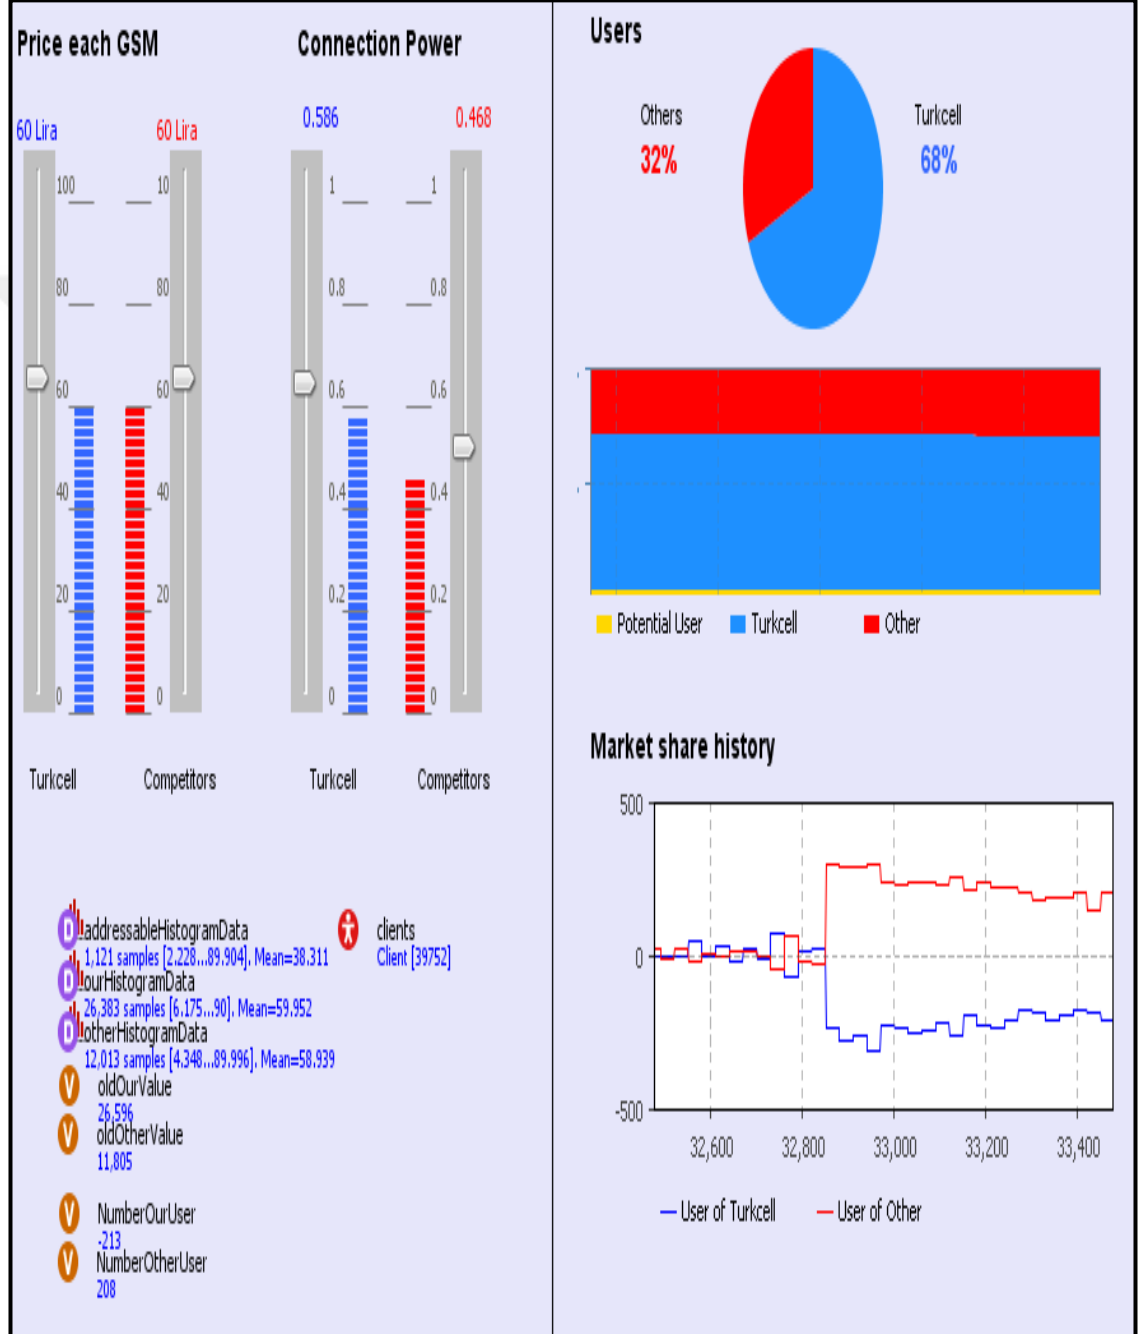 Price each GSM
Connection Power
60 Lira
60 Lira
0.586
0.468
100
10
1
1
80
80
0.8
0.8
60
60
0.6
0.6
40
40
0.4
0.4
20
20
0.2
0.2
0
0
0
0
Turkcell
Competitors
Turkcell
Competitors
D addressableHistogramData
1,121 samples [2.228...89.904]. Mean=38.311
D ourHistogramData
26,383 samples [6.175...90]. Mean=59.952
D otherHistogramData
12,013 samples [4.348...89.996]. Mean=58.939
V oldOurValue
26,596
V oldOtherValue
11,805
V NumberOurUser
-213
V NumberOtherUser
208
clients
Client [39752]
Users
Others
32%
Turkcell
68%
Potential User
Turkcell
Other
Market share history
500
0
-500
32,600
32,800
33,000
33,200
33,400
User of Turkcell
User of Other